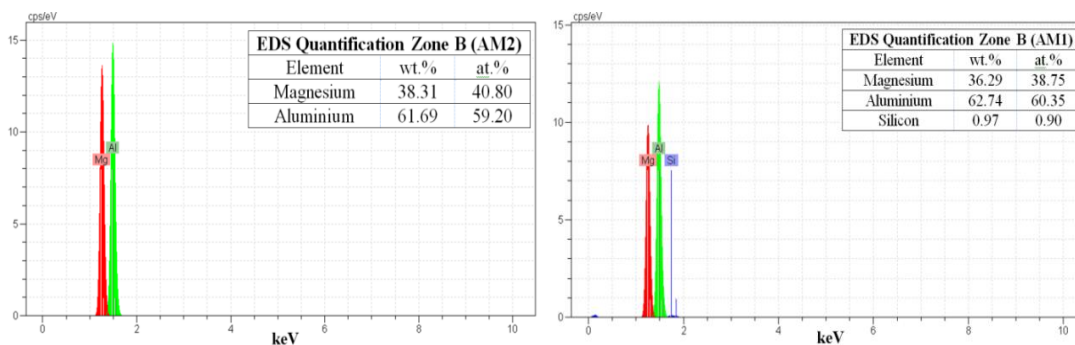 cps/eV
15
10
5
0
Mg
Al
0 2 4 6 8 10
keV
EDS Quantification Zone B (AM2)
Element wt.% at.%
Magnesium 38.31 40.80
Aluminium 61.69 59.20
cps/eV
15
10
5
0
Mg
Al
Si
0 2 4 6 8 10
keV
EDS Quantification Zone B (AM1)
Element wt.% at.%
Magnesium 36.29 38.75
Aluminium 62.74 60.35
Silicon 0.97 0.90